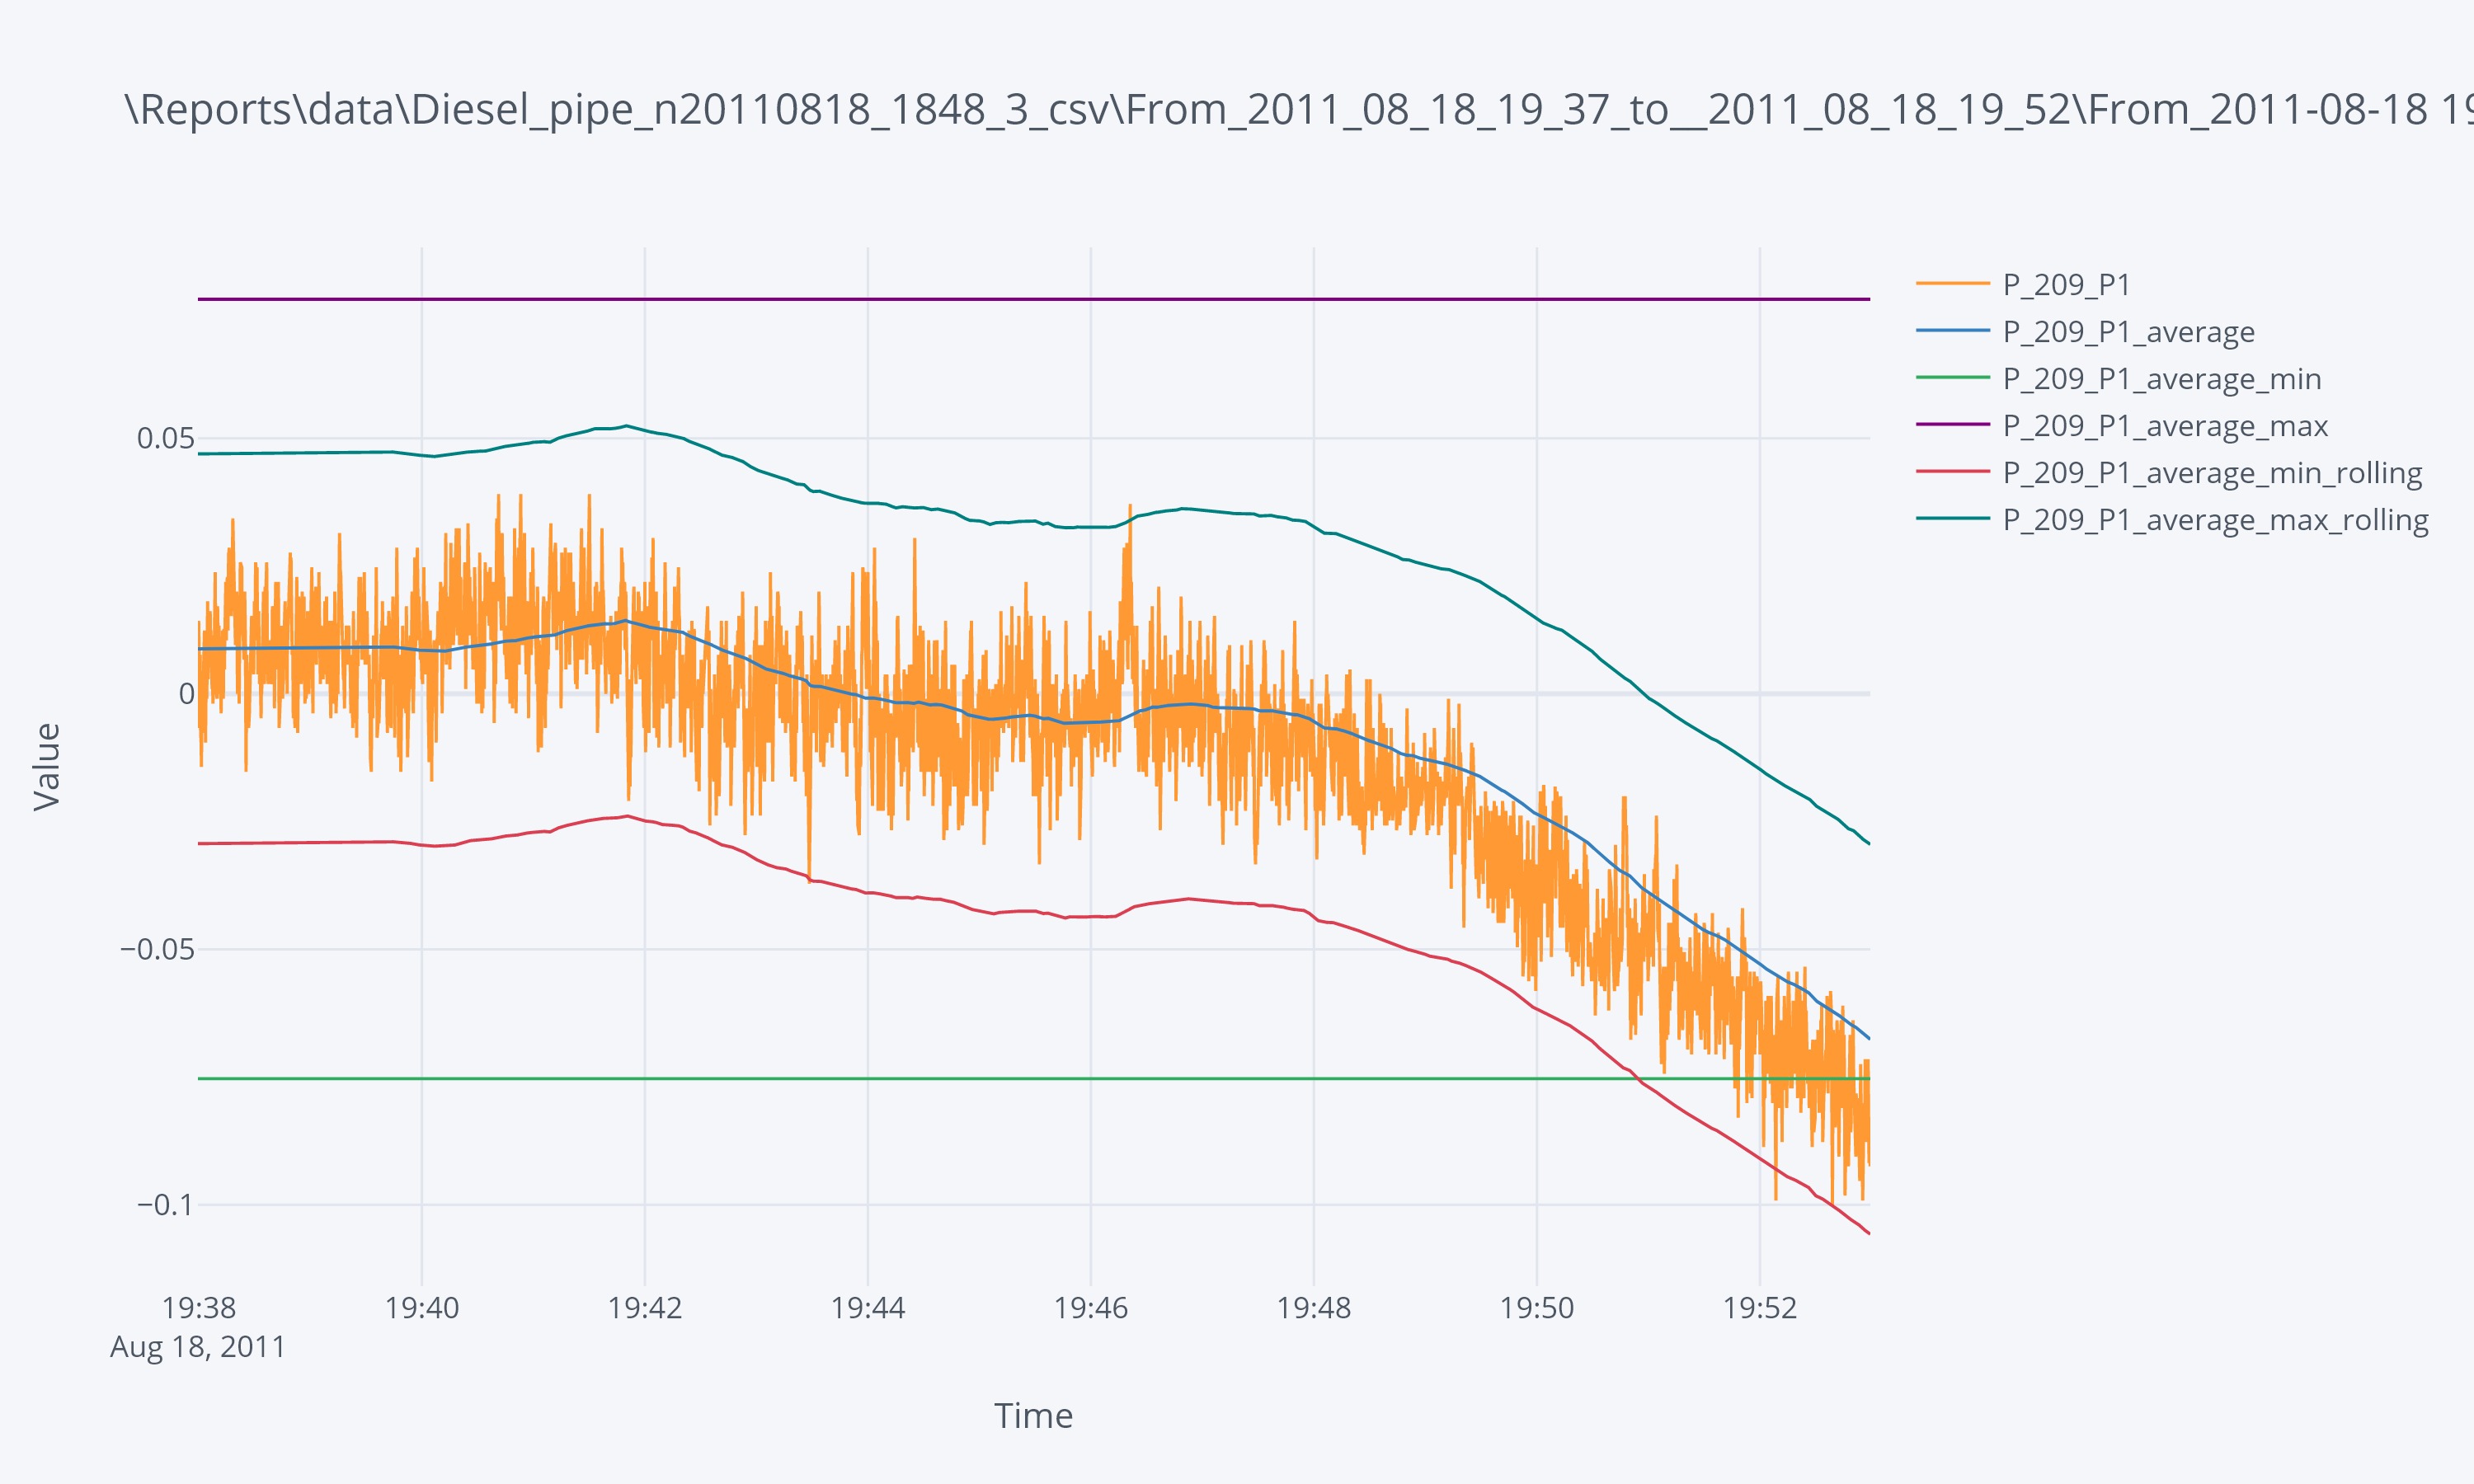 \Reports\data\Diesel_pipe_n20110818_1848_3_csv\From_2011_08_18_19_37_to__2011_08_18_19_52\From_2011-08-18 19
P_209_P1
P_209_P1_average
P_209_P1_average_min
P_209_P1_average_max
P_209_P1_average_min_rolling
P_209_P1_average_max_rolling
Value
0.05
0
−0.05
−0.1
19:38
19:40
19:42
19:44
19:46
19:48
19:50
19:52
Aug 18, 2011
Time